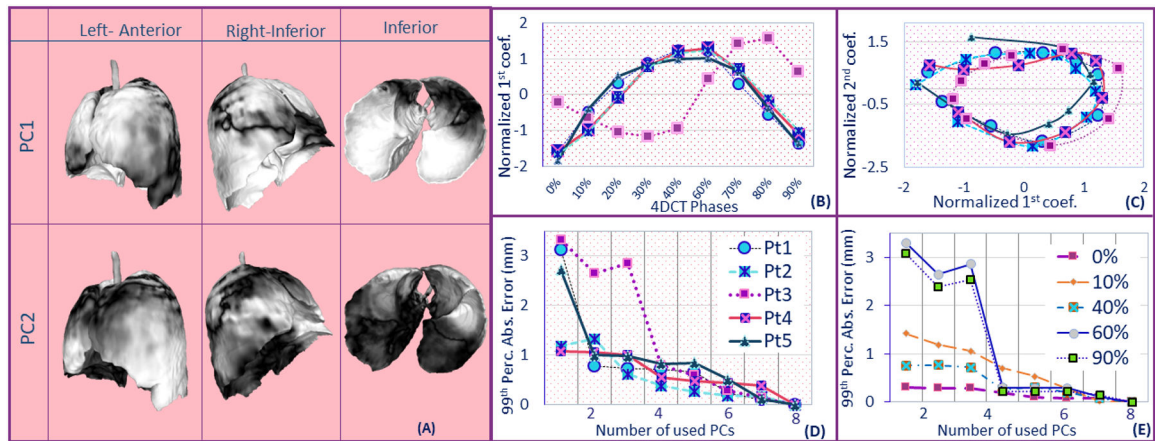 Left- Anterior
Right-Inferior
Inferior
PC1
PC2
(A)
Normalized 1st coef.
2
1
0
-1
-2
0%
10%
20%
30%
40%
60%
70%
80%
90%
4DCT Phases
(B)
Normalized 2nd coef.
1.5
-0.5
-2.5
-2
-1
0
1
2
Normalized 1st coef.
(C)
99th Perc. Abs. Error (mm)
3
2
1
0
Pt1
Pt2
Pt3
Pt4
Pt5
2
4
6
8
Number of used PCs
(D)
99th Perc. Abs. Error (mm)
3
2
1
0
0%
10%
40%
60%
90%
2
4
6
8
Number of used PCs
(E)